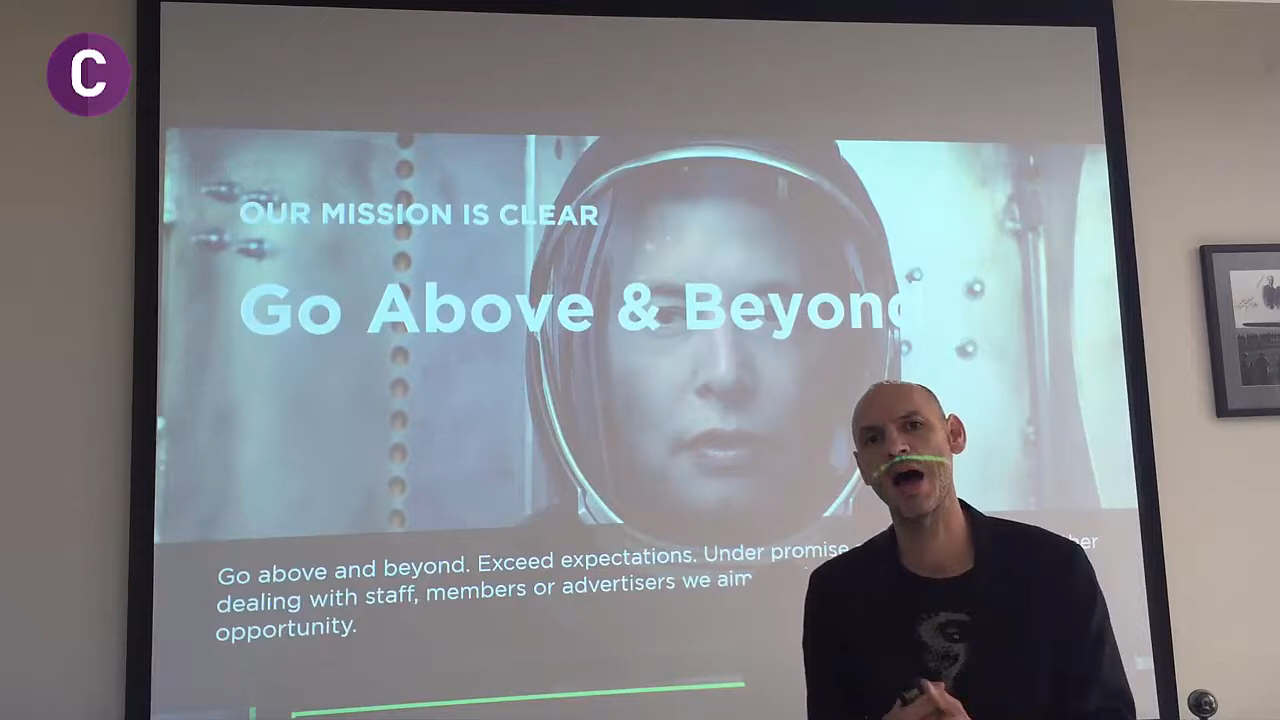 C
OUR MISSION IS CLEAR
Go Above & Beyond
Go above and beyond. Exceed expectations. Under promise
dealing with staff, members or advertisers we aim
opportunity.